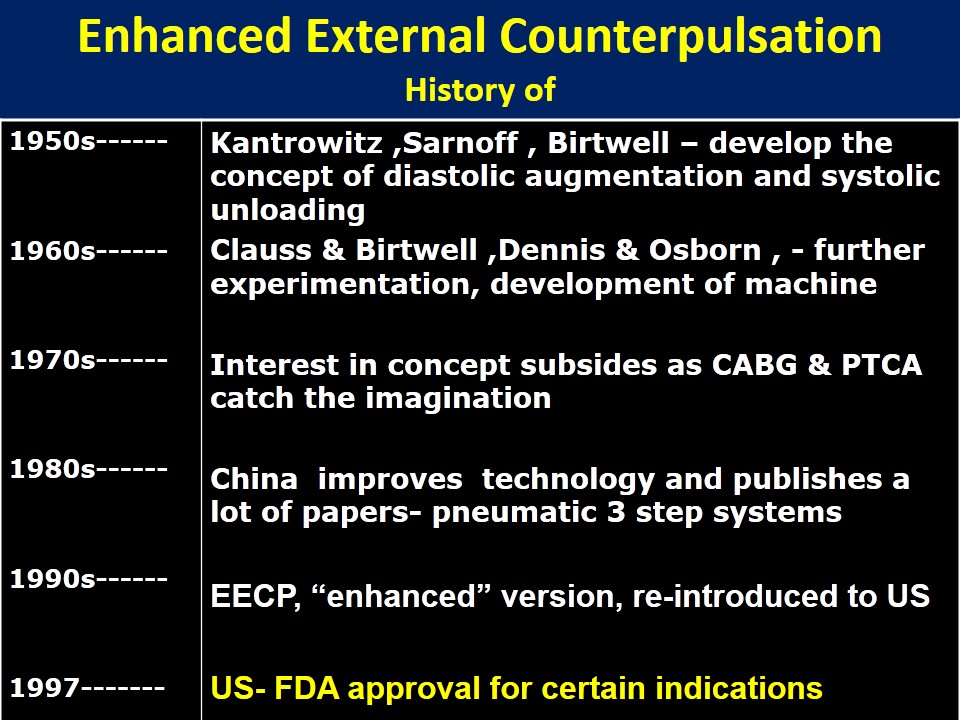 Enhanced External Counterpulsation
History of
1950s------
Kantrowitz ,Sarnoff , Birtwell – develop the
concept of diastolic augmentation and systolic
unloading
1960s------
Clauss & Birtwell ,Dennis & Osborn , - further
experimentation, development of machine
1970s------
Interest in concept subsides as CABG & PTCA
catch the imagination
1980s------
China  improves  technology and publishes a
lot of papers- pneumatic 3 step systems
1990s------
EECP, “enhanced” version, re-introduced to US
1997-------
US- FDA approval for certain indications